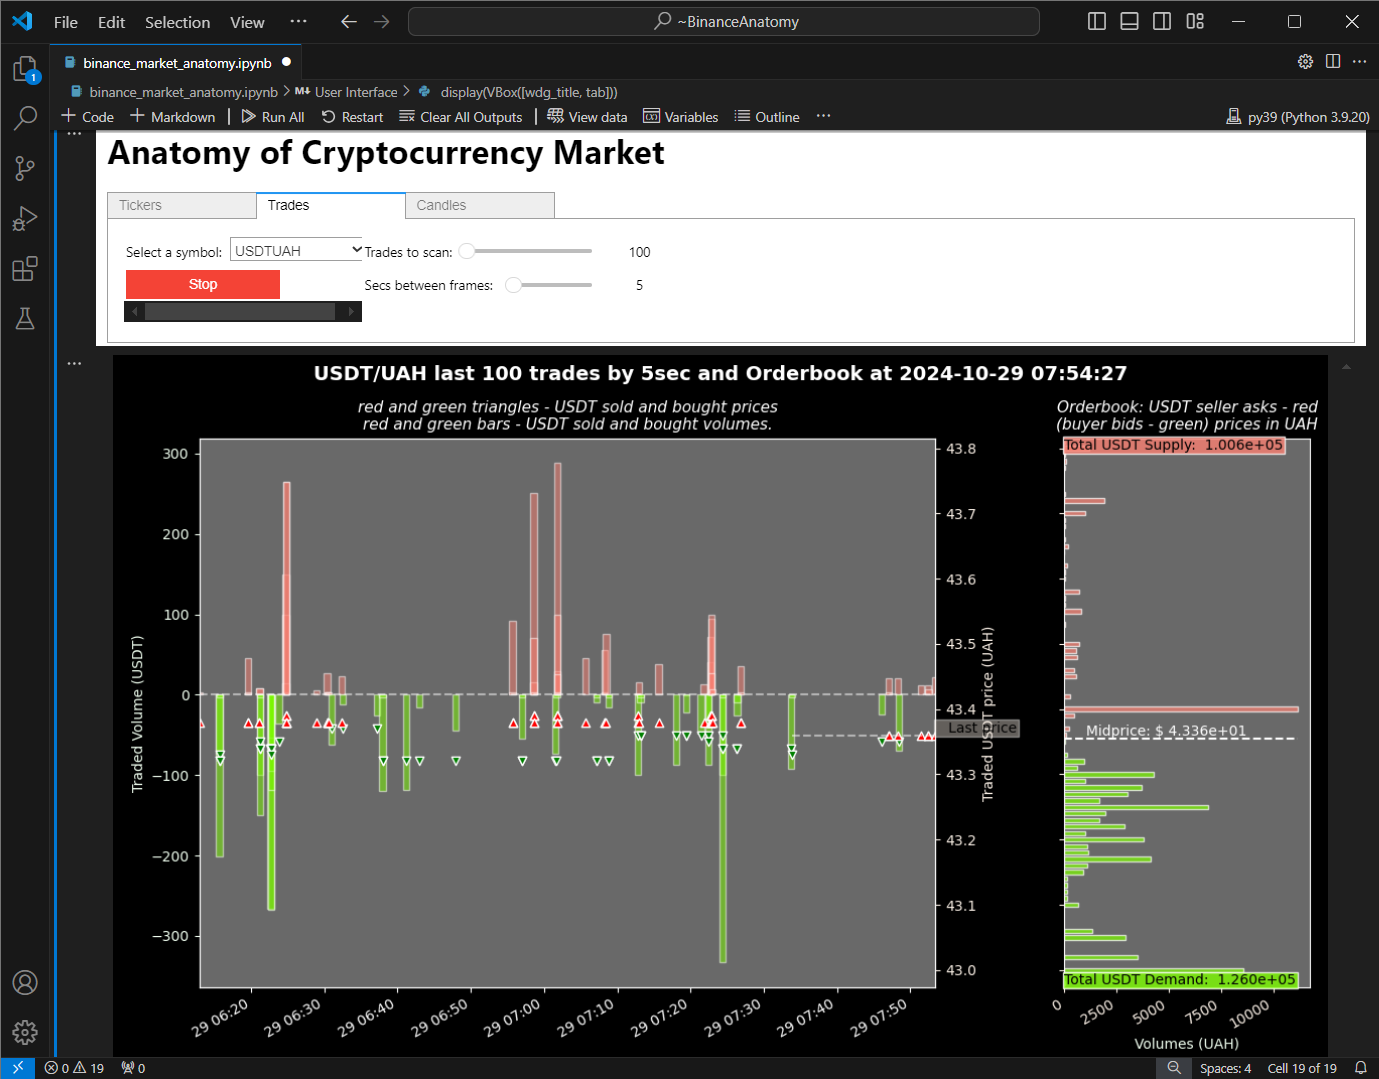 File Edit Selection View ··· ~BinanceAnatomy
binance_market_anatomy.ipynb
1
binance_market_anatomy.ipynb > M↓ User Interface > display(VBox([wdg_title, tab]))
+ Code + Markdown Run All Restart Clear All Outputs View data Variables Outline ··· py39 (Python 3.9.20)
Anatomy of Cryptocurrency Market
Tickers Trades Candles
Select a symbol: USDTUAH Trades to scan: 100
Stop Secs between frames: 5
USDT/UAH last 100 trades by 5sec and Orderbook at 2024-10-29 07:54:27
red and green triangles - USDT sold and bought prices
red and green bars - USDT sold and bought volumes.
Orderbook: USDT seller asks - red
(buyer bids - green) prices in UAH
300
200
100
0
−100
−200
−300
Traded Volume (USDT)
29 06:20 29 06:30 29 06:40 29 06:50 29 07:00 29 07:10 29 07:20 29 07:30 29 07:40 29 07:50
43.8
43.7
43.6
43.5
43.4
43.3
43.2
43.1
43.0
Traded USDT price (UAH)
Last price
Total USDT Supply: 1.006e+05
Midprice: $ 4.336e+01
Total USDT Demand: 1.260e+05
0 2500 5000 7500 10000
Volumes (UAH)
0 19 0 Spaces: 4 Cell 19 of 19